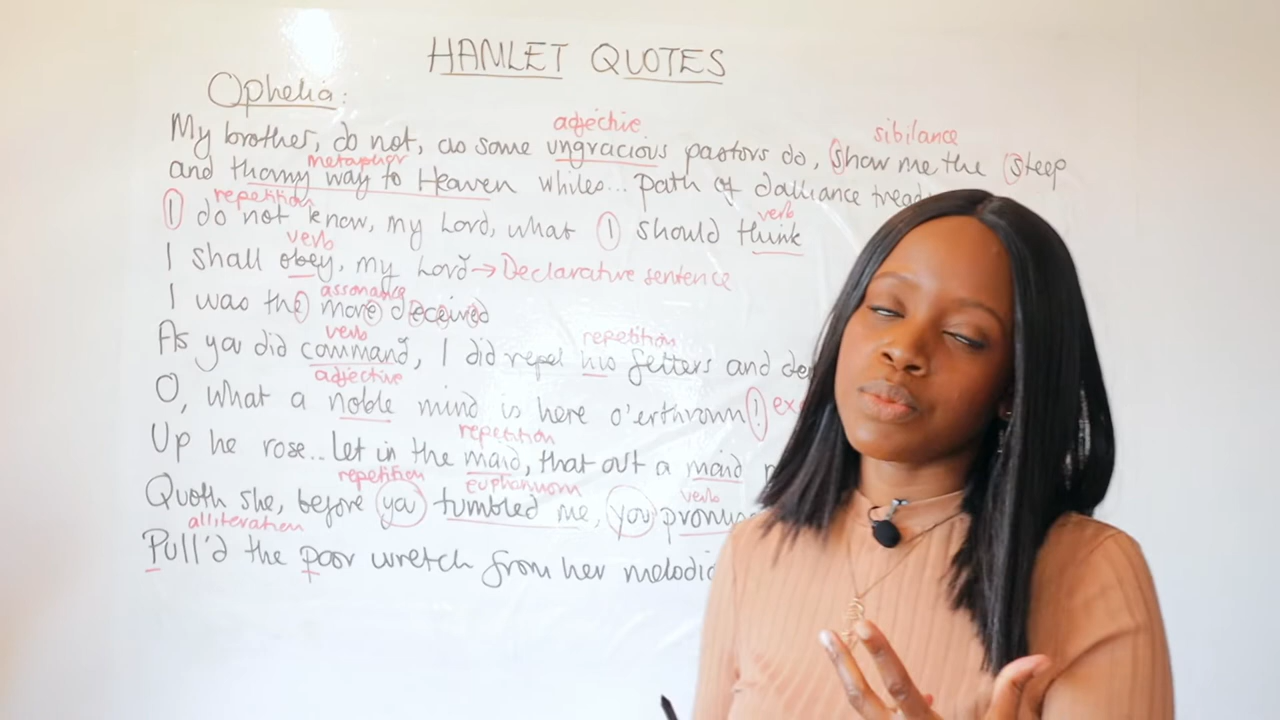 HAMLET QUOTES
Ophelia:
adjective
sibilance
My brother, do not, as some ungracious pastors do, show me the steep
metaphor
and thorny way to Heaven whiles... path of dalliance tread
repetition
verb
I do not know, my Lord, what I should think
verb
I shall obey, my Lord → Declarative sentence
assonance
I was the more deceived
verb
repetition
As you did command, I did repel his letters and de
adjective
O, what a noble mind is here o'erthrown! ex
repetition
Up he rose.. let in the maid, that out a maid
repetition
euphamism
verb
Quoth she, before you tumbled me, you promis
alliteration
Pull'd the poor wretch from her melodi